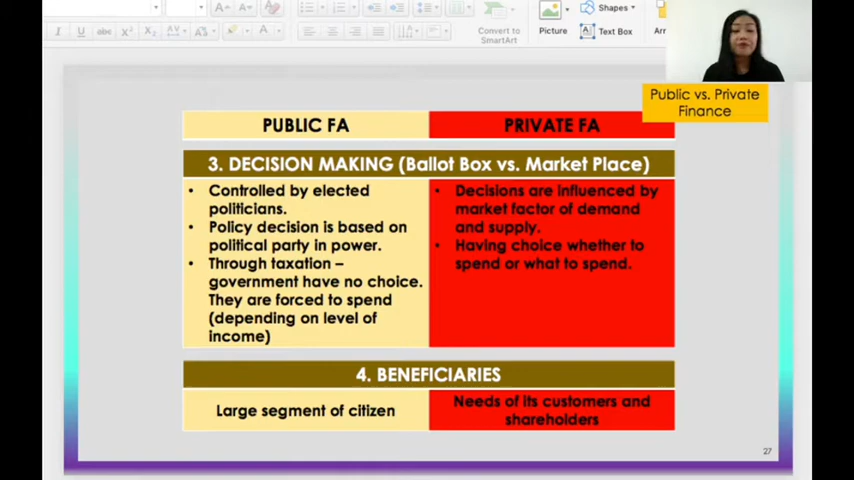 Convert to
SmartArt
Picture
Shapes
Text Box
Public vs. Private
Finance
PUBLIC FA
PRIVATE FA
3. DECISION MAKING (Ballot Box vs. Market Place)
• Controlled by elected
politicians.
• Policy decision is based on
political party in power.
• Through taxation –
government have no choice.
They are forced to spend
(depending on level of
income)
• Decisions are influenced by
market factor of demand
and supply.
• Having choice whether to
spend or what to spend.
4. BENEFICIARIES
Large segment of citizen
Needs of its customers and
shareholders
27